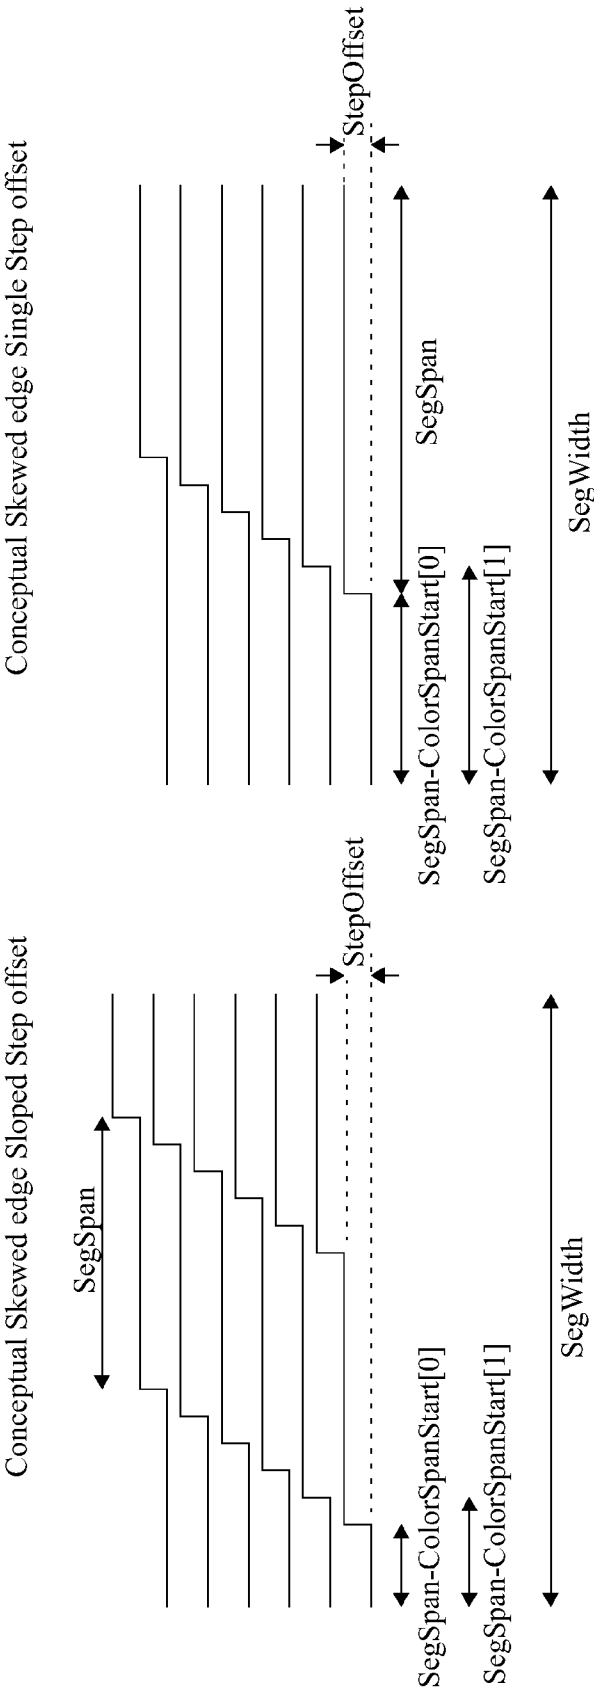 Conceptual Skewed edge Sloped Step offset
SegSpan
StepOffset
SegSpan-ColorSpanStart[0]
SegSpan-ColorSpanStart[1]
SegWidth
Conceptual Skewed edge Single Step offset
StepOffset
SegSpan
SegSpan-ColorSpanStart[0]
SegSpan-ColorSpanStart[1]
SegWidth